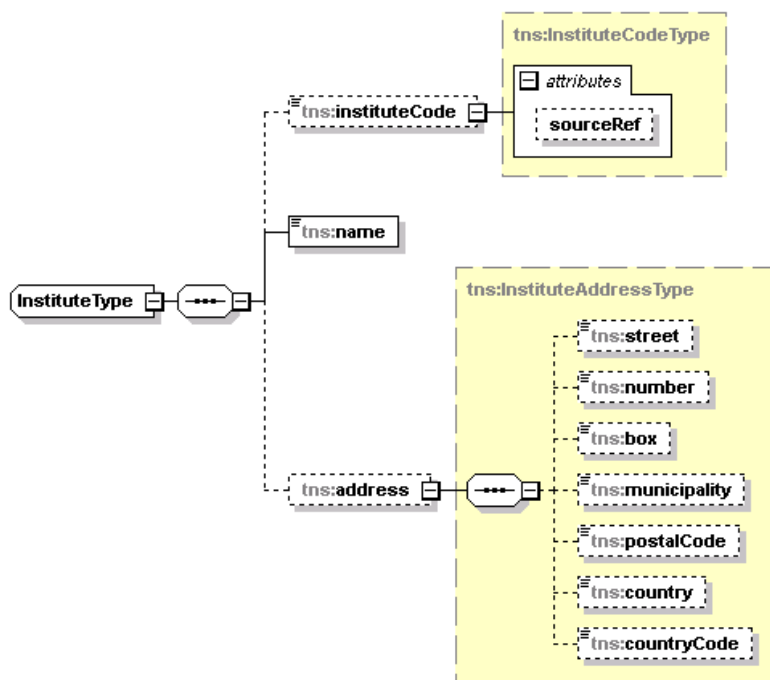 tns:InstituteCodeType
attributes
tns:instituteCode
sourceRef
tns:name
InstituteType
tns:InstituteAddressType
tns:street
tns:number
tns:box
tns:address
tns:municipality
tns:postalCode
tns:country
tns:countryCode